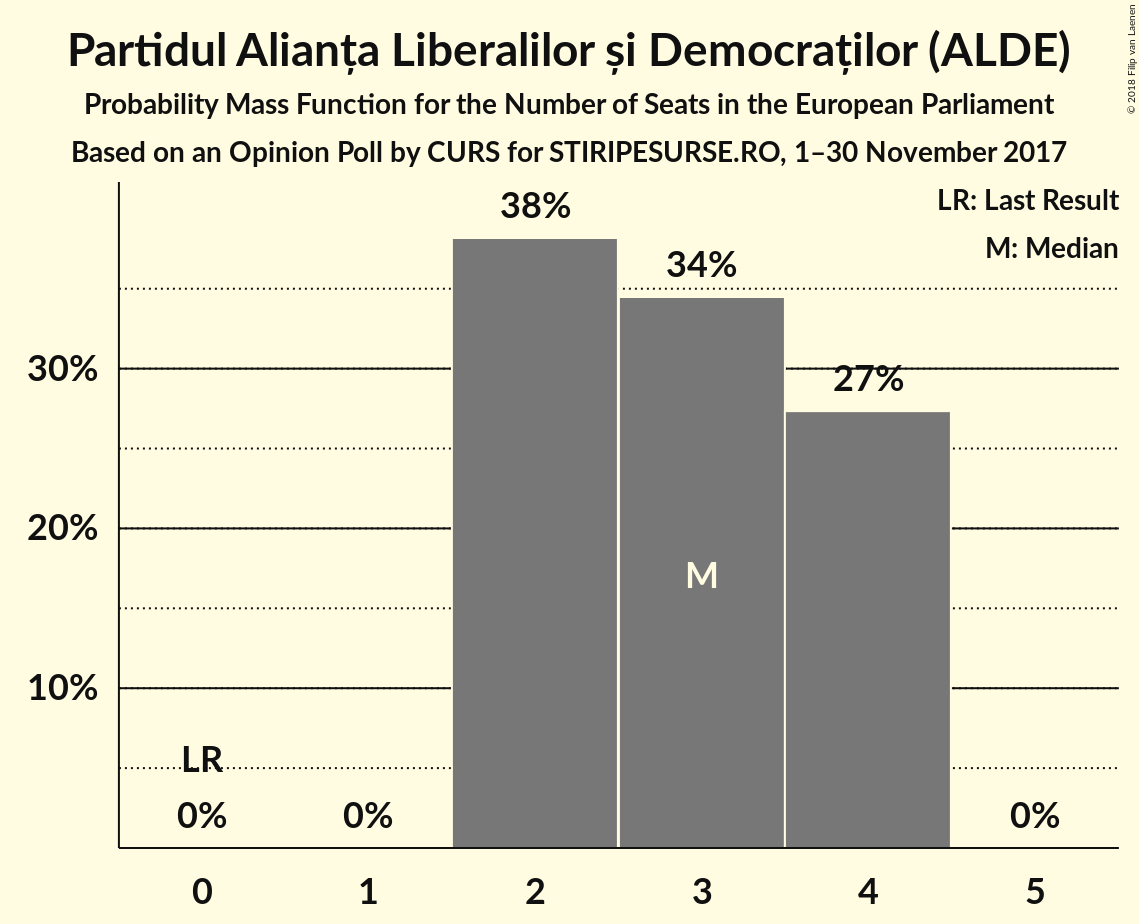 Partidul Alianța Liberalilor și Democraților (ALDE)
Probability Mass Function for the Number of Seats in the European Parliament
Based on an Opinion Poll by CURS for STIRIPESURSE.RO, 1–30 November 2017
© 2018 Filip van Laenen
LR: Last Result
M: Median
38%
34%
30%
27%
20%
M
10%
LR
0%
0%
0%
0 1 2 3 4 5